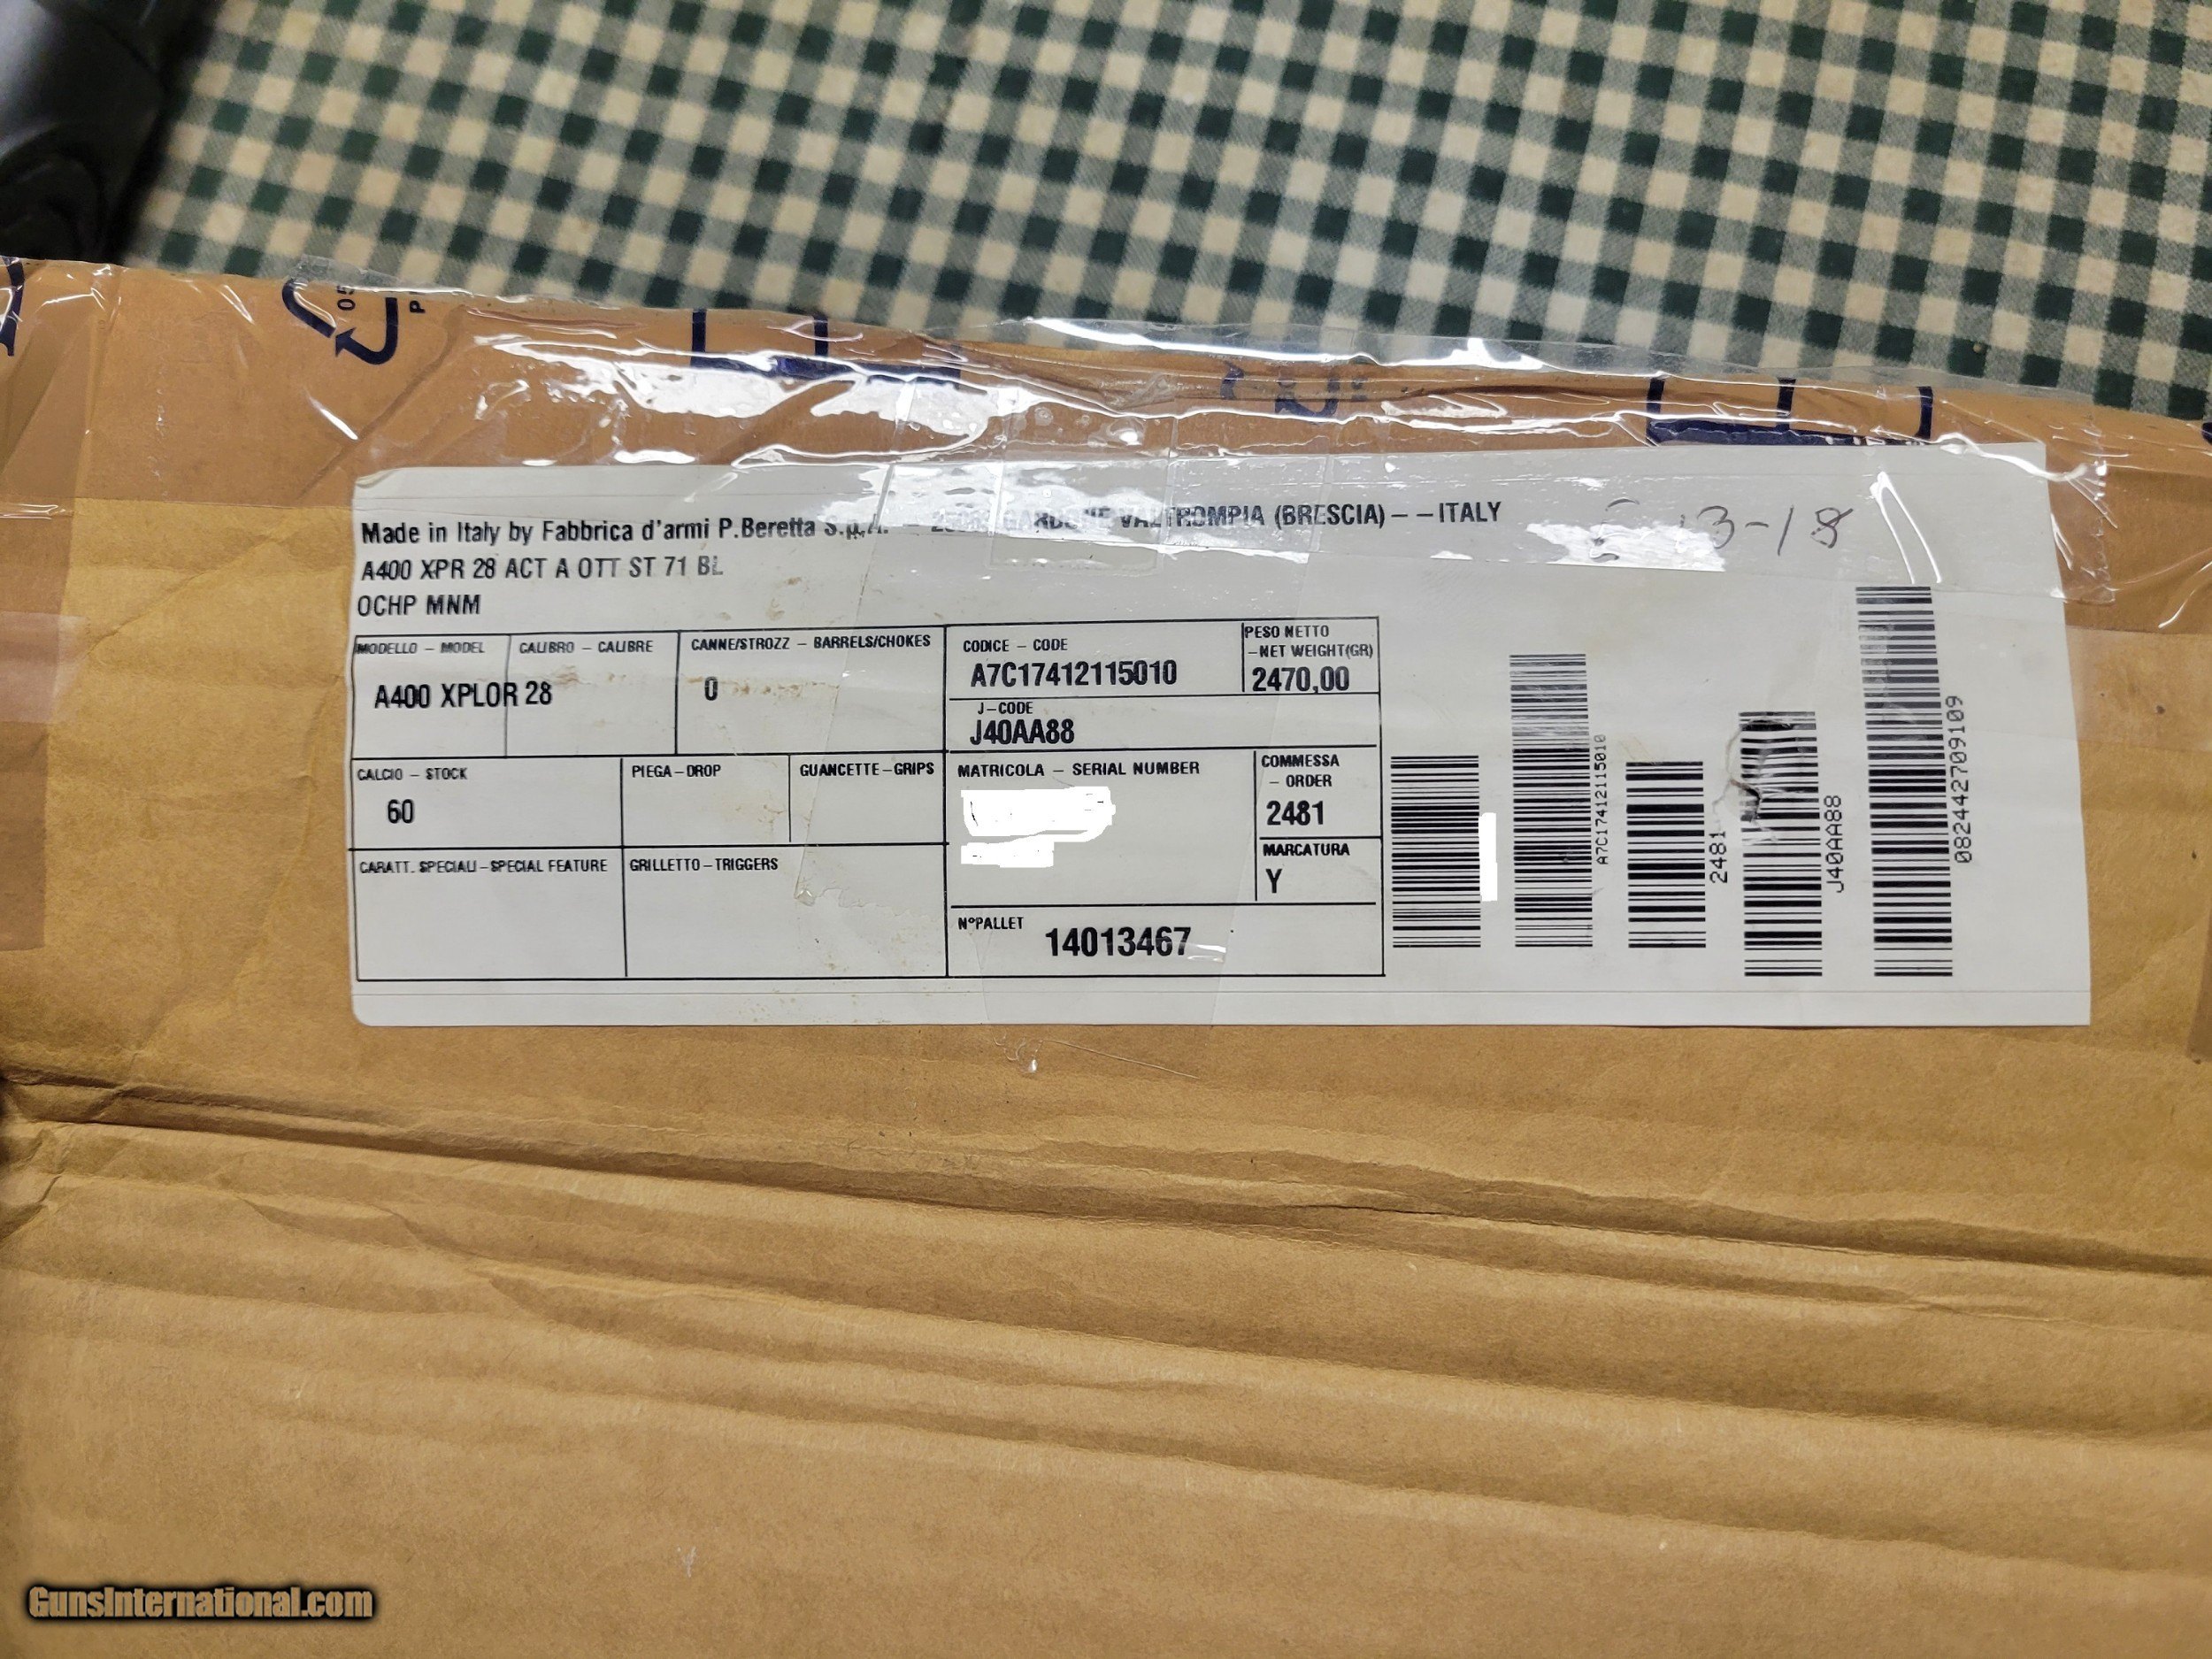 05
Made in Italy by Fabbrica d'armi P.Beretta S.p.A. – GARDONE VALTROMPIA (BRESCIA) – – ITALY
13-18
A400 XPR 28 ACT A OTT ST 71 BL
OCHP MNM
MODELLO – MODEL
A400 XPLOR 28
CALIBRO – CALIBRE
CANNE/STROZZ – BARRELS/CHOKES
0
CODICE – CODE
A7C17412115010
PESO NETTO
–NET WEIGHT(GR)
2470,00
J–CODE
J40AA88
CALCIO – STOCK
60
PIEGA–DROP
GUANCETTE–GRIPS
MATRICOLA – SERIAL NUMBER
COMMESSA
– ORDER
2481
MARCATURA
Y
CARATT. SPECIALI–SPECIAL FEATURE
GRILLETTO–TRIGGERS
N°PALLET
14013467
A7C17412115010
2481
J40AA88
082442709109
GunsInternational.com